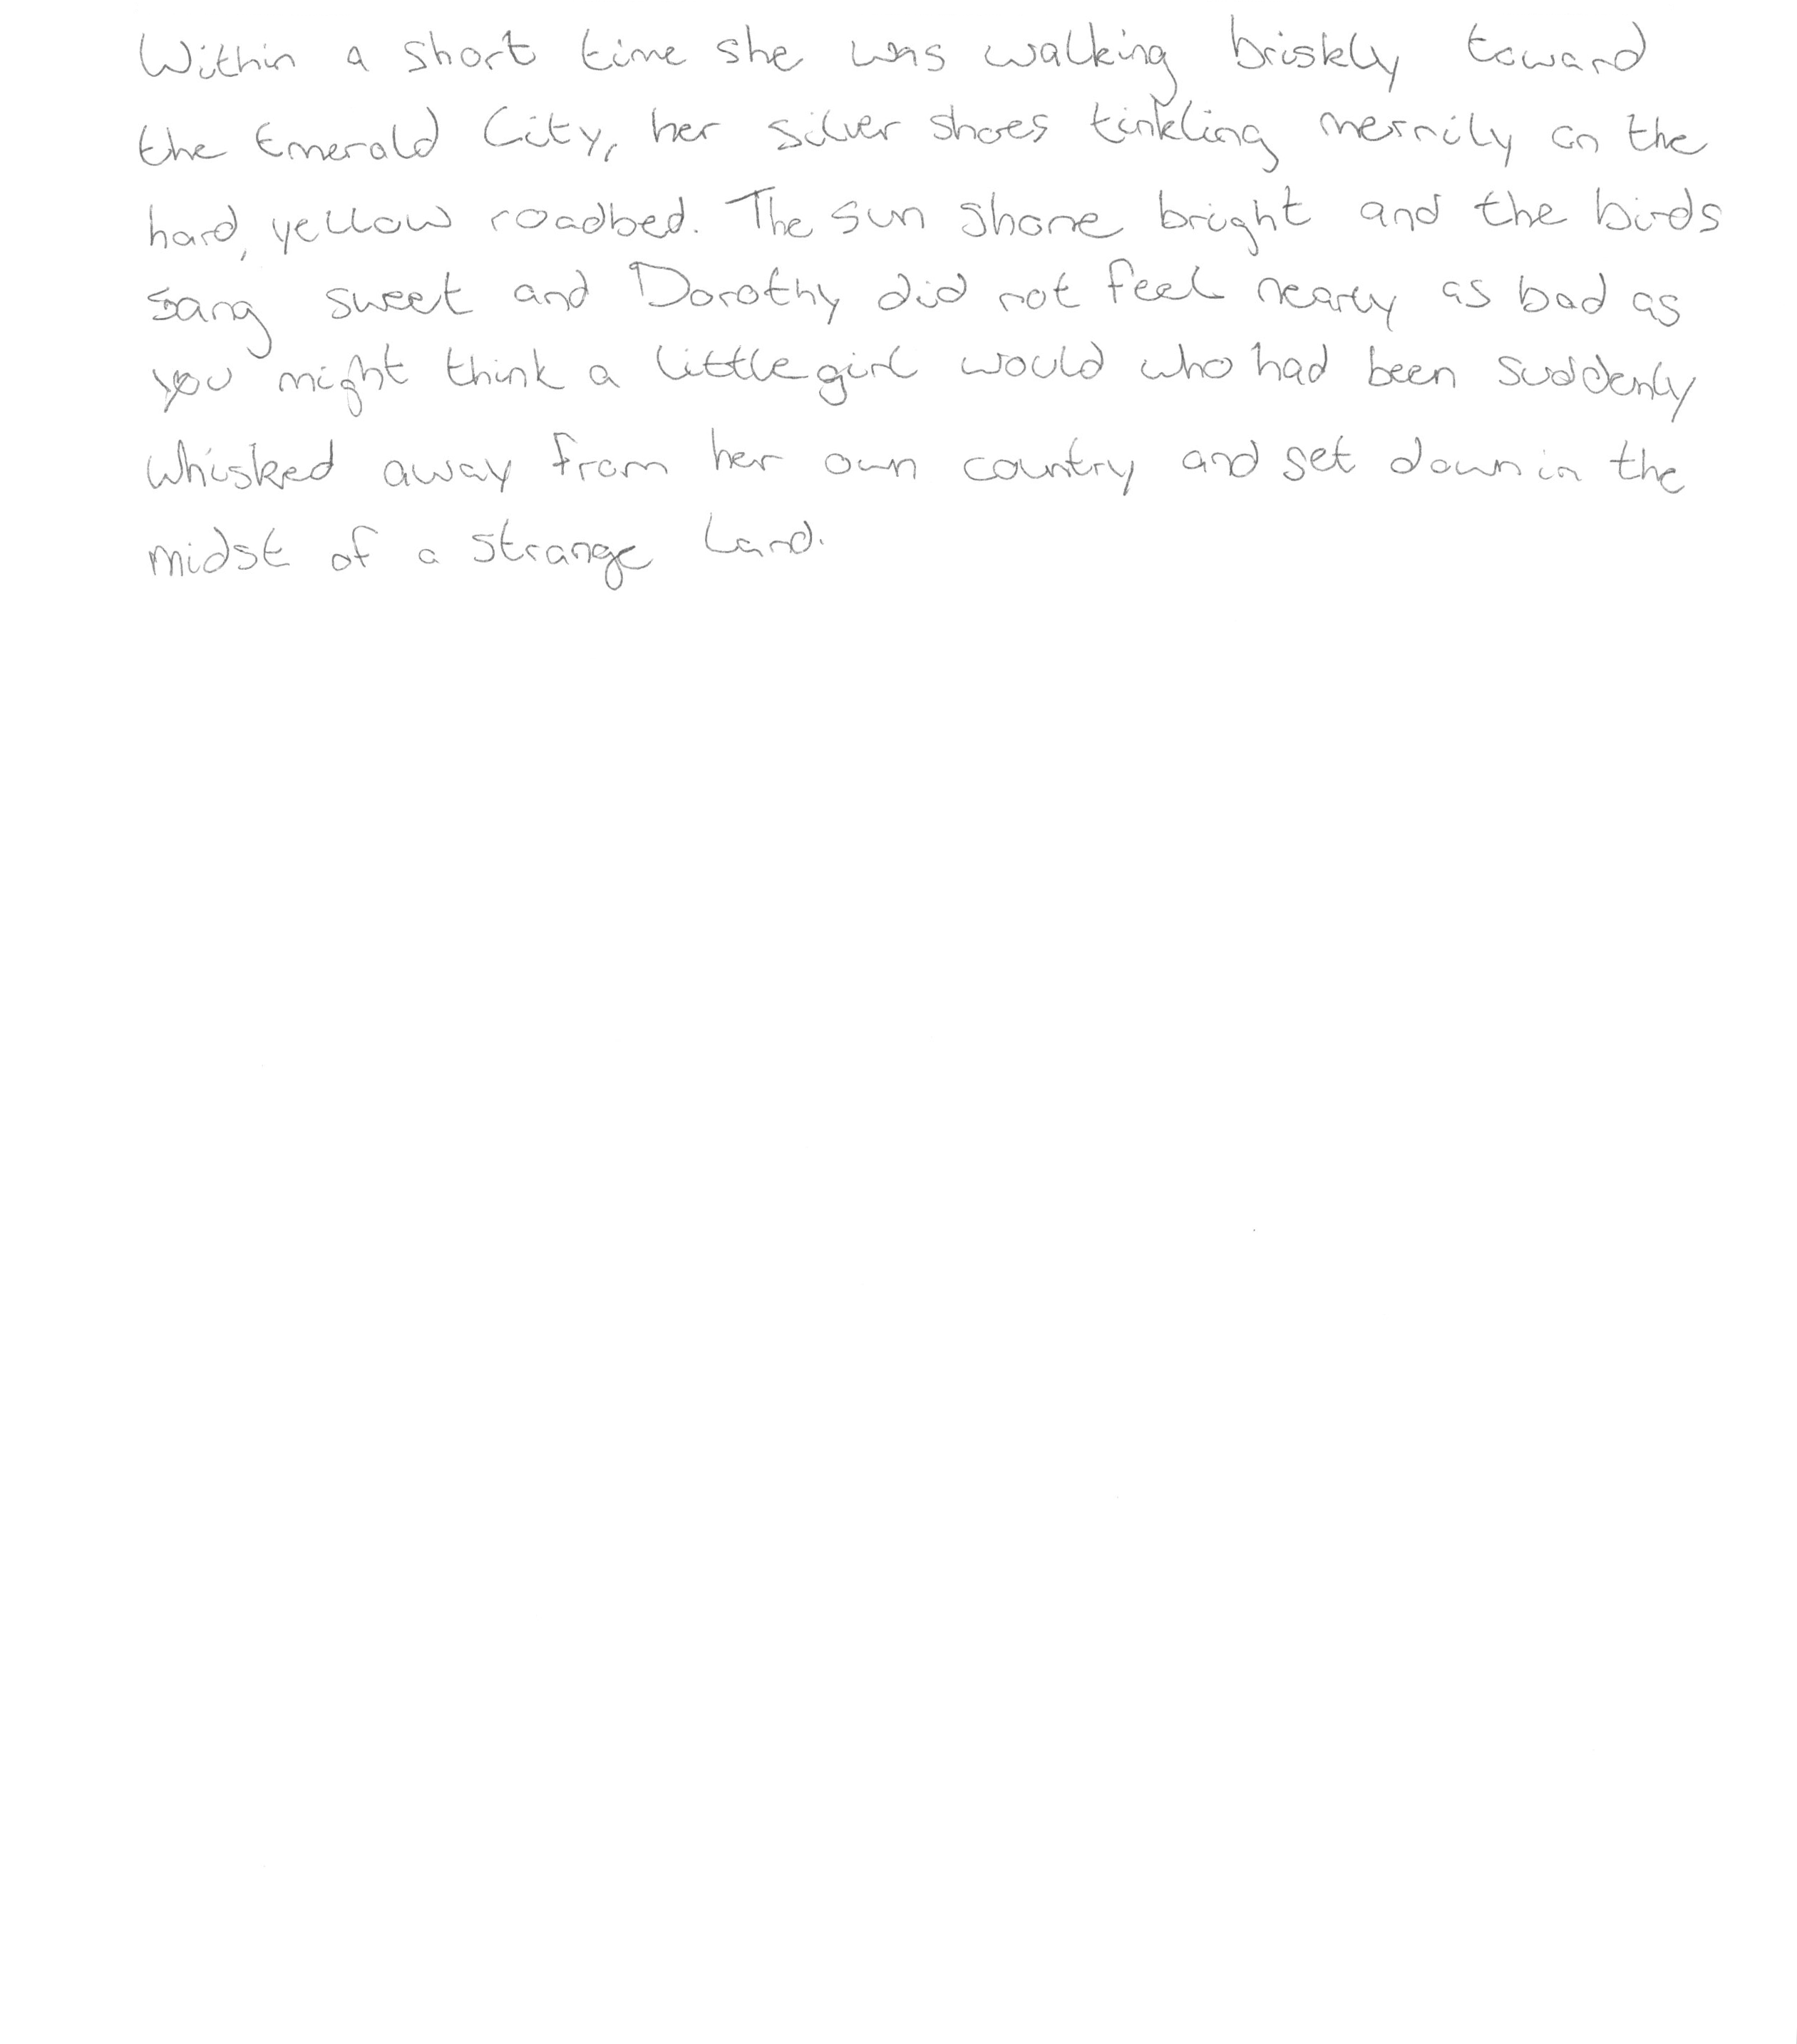 Within a short time she was walking briskly toward
the Emerald City, her silver shoes tinkling merrily on the
hard, yellow roadbed. The sun shone bright and the birds
sang sweet and Dorothy did not feel nearly as bad as
you might think a little girl would who had been suddenly
whisked away from her own country and set down in the
midst of a strange land.